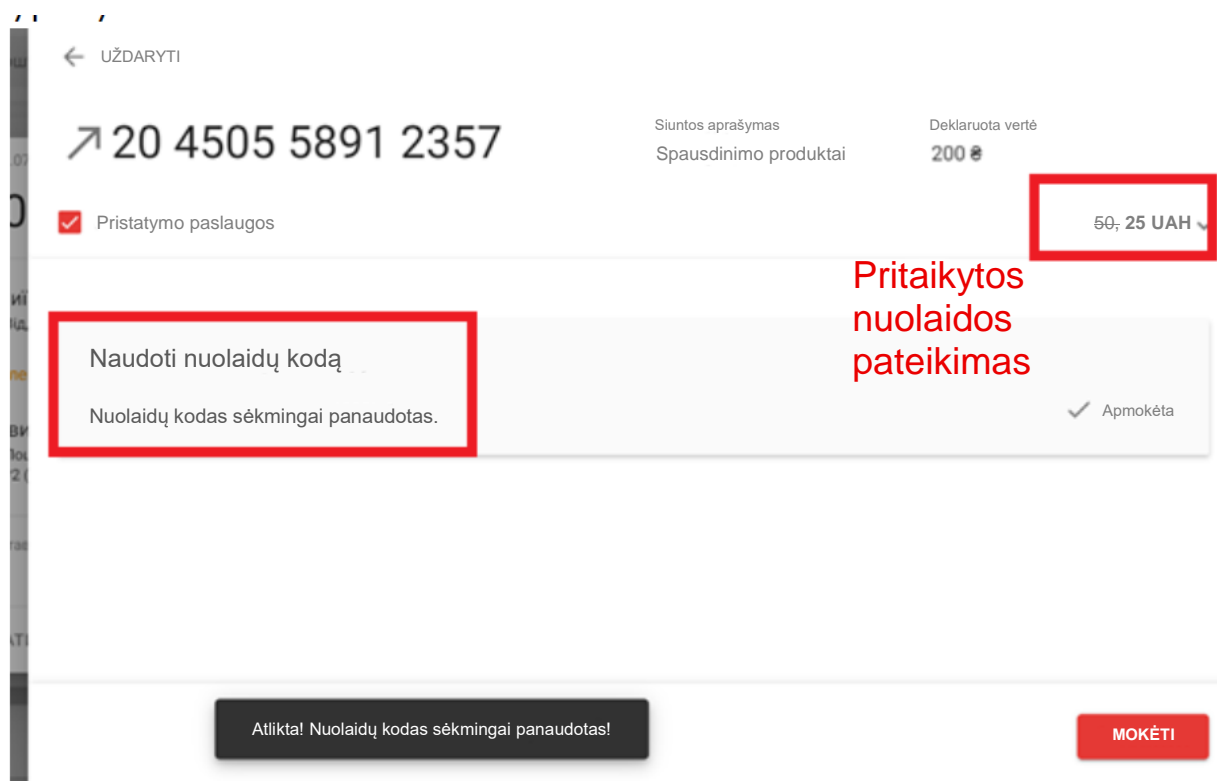 UŽDARYTI
20 4505 5891 2357
Siuntos aprašymas
Spausdinimo produktai
Deklaruota vertė
200 ₴
Pristatymo paslaugos
50, 25 UAH
Pritaikytos
nuolaidos
pateikimas
Naudoti nuolaidų kodą
Nuolaidų kodas sėkmingai panaudotas.
Apmokėta
Atlikta! Nuolaidų kodas sėkmingai panaudotas!
MOKĖTI